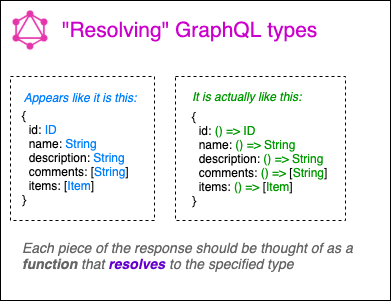 "Resolving" GraphQL types
Appears like it is this:
{
id: ID
name: String
description: String
comments: [String]
items: [Item]
}
It is actually like this:
{
id: () => ID
name: () => String
description: () => String
comments: () => [String]
items: () => [Item]
}
Each piece of the response should be thought of as a
function that resolves to the specified type